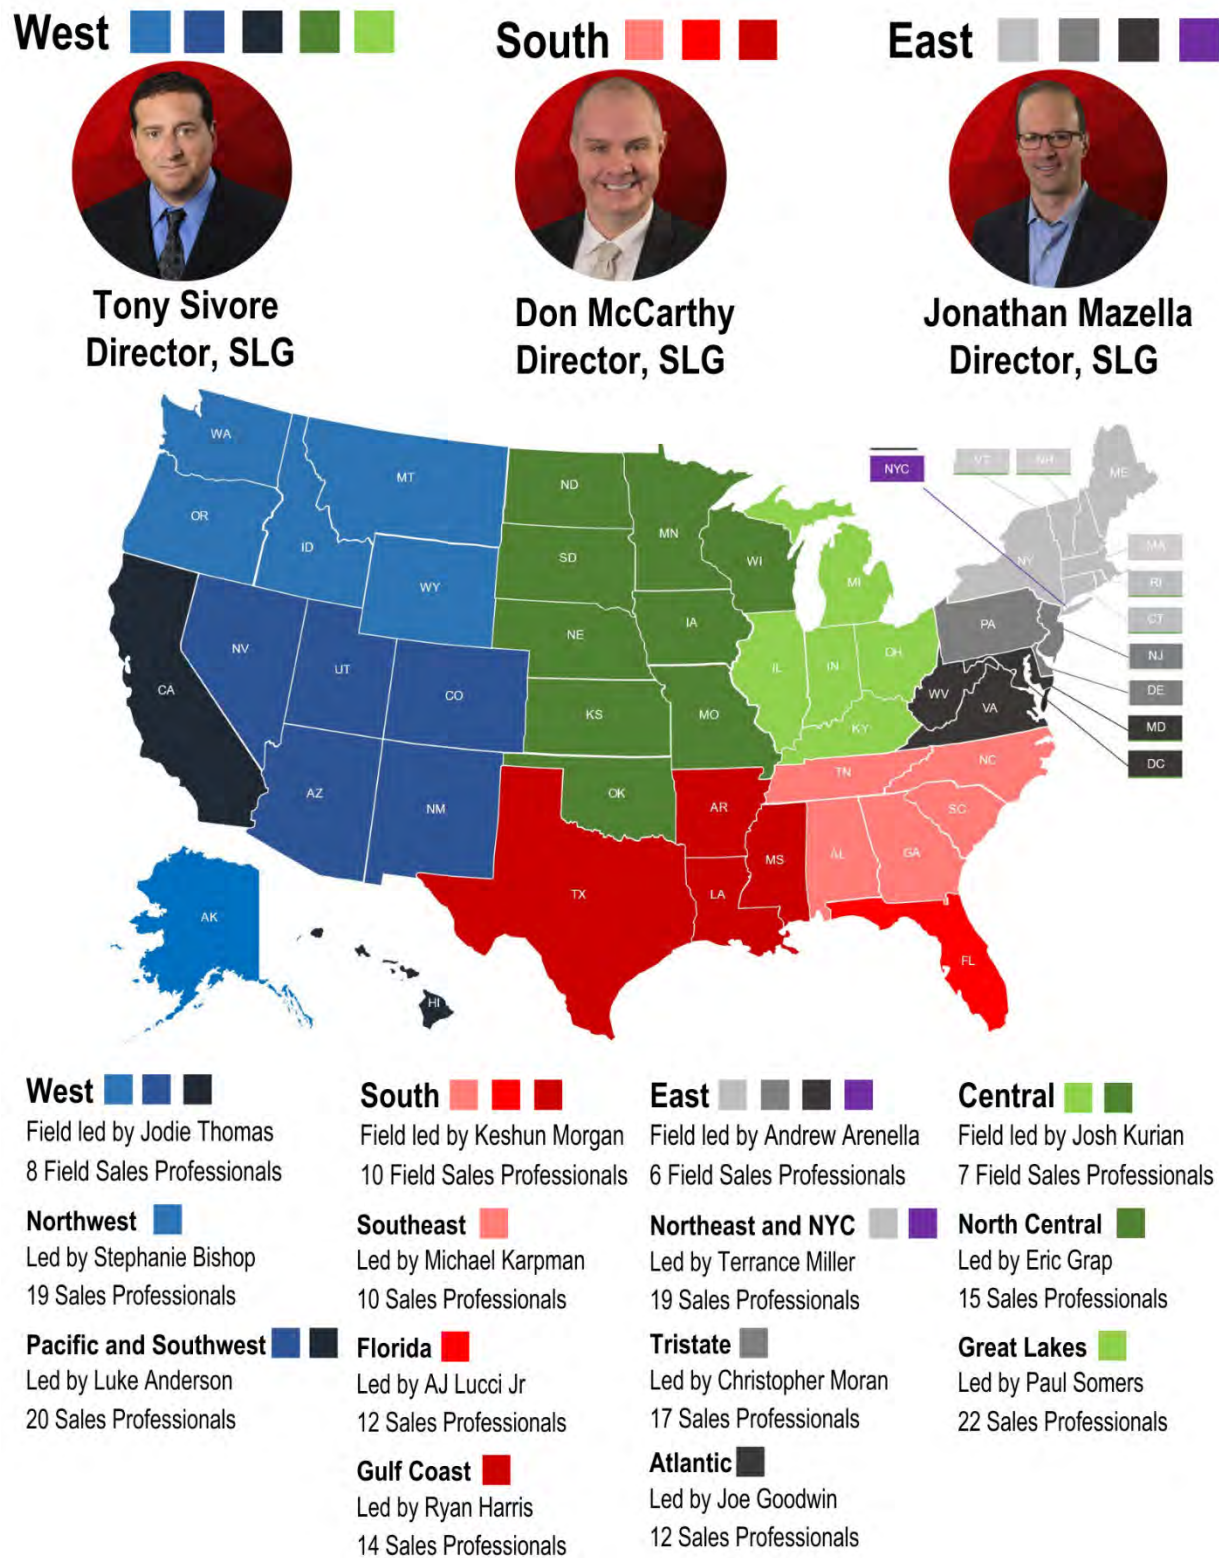 West
South
East
Tony Sivore
Director, SLG
Don McCarthy
Director, SLG
Jonathan Mazella
Director, SLG
WA
MT
ND
NYC
VT
NH
ME
OR
ID
MN
SD
WI
MI
NY
MA
WY
RI
NE
IA
PA
CT
NV
UT
CO
IL
IN
OH
NJ
CA
KS
MO
WV
VA
DE
KY
MD
AZ
NM
OK
TN
NC
DC
AR
SC
MS
AL
GA
TX
LA
AK
FL
HI
West
Field led by Jodie Thomas
8 Field Sales Professionals
Northwest
Led by Stephanie Bishop
19 Sales Professionals
Pacific and Southwest
Led by Luke Anderson
20 Sales Professionals
South
Field led by Keshun Morgan
10 Field Sales Professionals
Southeast
Led by Michael Karpman
10 Sales Professionals
Florida
Led by AJ Lucci Jr
12 Sales Professionals
Gulf Coast
Led by Ryan Harris
14 Sales Professionals
East
Field led by Andrew Arenella
6 Field Sales Professionals
Northeast and NYC
Led by Terrance Miller
19 Sales Professionals
Tristate
Led by Christopher Moran
17 Sales Professionals
Atlantic
Led by Joe Goodwin
12 Sales Professionals
Central
Field led by Josh Kurian
7 Field Sales Professionals
North Central
Led by Eric Grap
15 Sales Professionals
Great Lakes
Led by Paul Somers
22 Sales Professionals